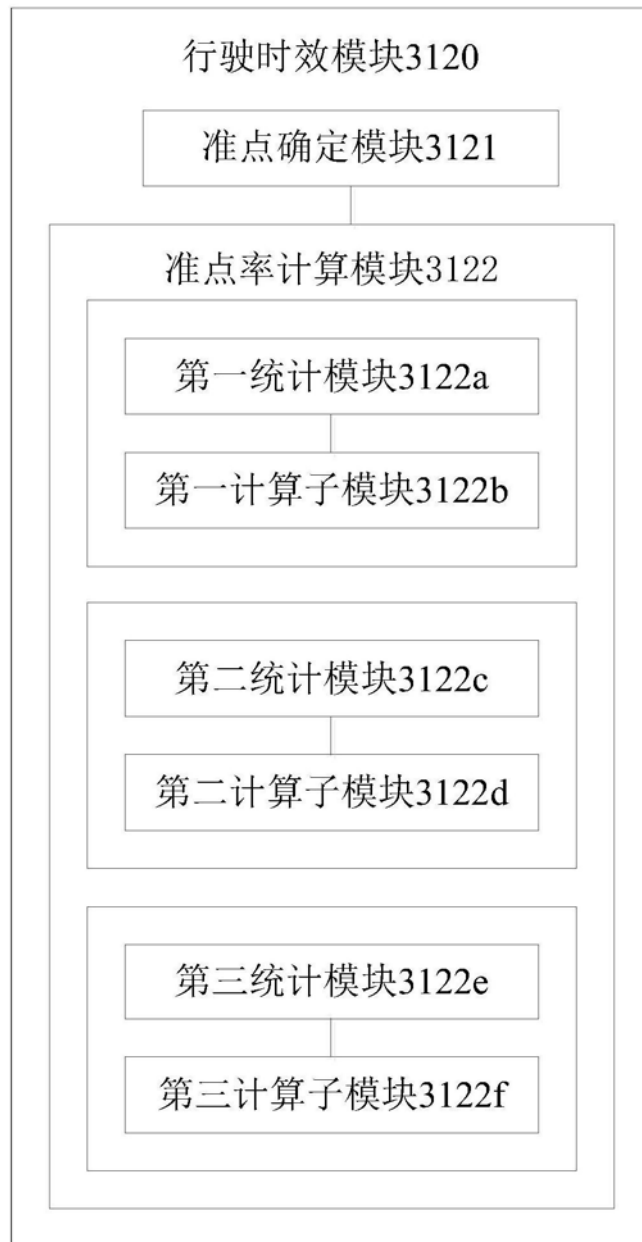 行驶时效模块3120
准点确定模块3121
准点率计算模块3122
第一统计模块3122a
第一计算子模块3122b
第二统计模块3122c
第二计算子模块3122d
第三统计模块3122e
第三计算子模块3122f